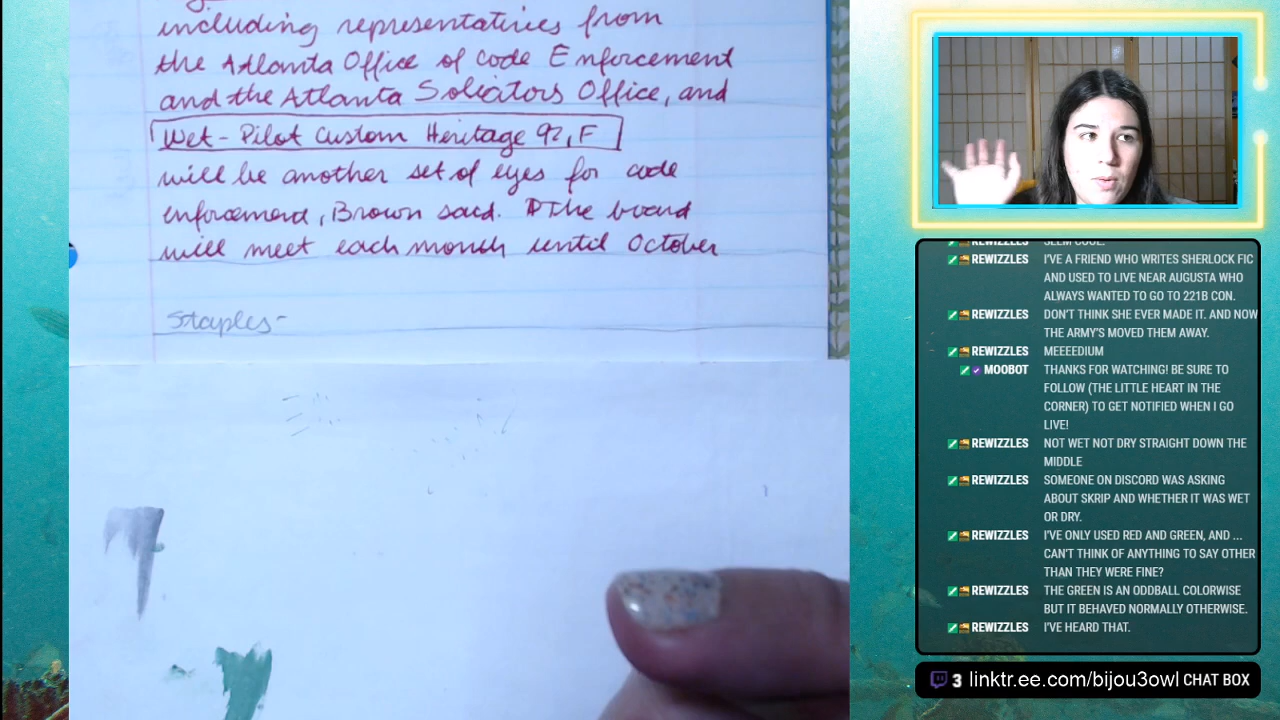 including representatives from
the Atlanta Office of code Enforcement
and the Atlanta Solicitors Office, and
Wet - Pilot Custom Heritage 92, F
will be another set of eyes for code
enforcement, Brown said. The board
will meet each month until October
Staples-
SEEM COOL.
REWIZZLES I'VE A FRIEND WHO WRITES SHERLOCK FIC
AND USED TO LIVE NEAR AUGUSTA WHO
ALWAYS WANTED TO GO TO 221B CON.
REWIZZLES DON'T THINK SHE EVER MADE IT. AND NOW
THE ARMY'S MOVED THEM AWAY.
REWIZZLES MEEEEDIUM
MOOBOT THANKS FOR WATCHING! BE SURE TO
FOLLOW (THE LITTLE HEART IN THE
CORNER) TO GET NOTIFIED WHEN I GO
LIVE!
REWIZZLES NOT WET NOT DRY STRAIGHT DOWN THE
MIDDLE
REWIZZLES SOMEONE ON DISCORD WAS ASKING
ABOUT SKRIP AND WHETHER IT WAS WET
OR DRY.
REWIZZLES I'VE ONLY USED RED AND GREEN, AND ...
CAN'T THINK OF ANYTHING TO SAY OTHER
THAN THEY WERE FINE?
REWIZZLES THE GREEN IS AN ODDBALL COLORWISE
BUT IT BEHAVED NORMALLY OTHERWISE.
REWIZZLES I'VE HEARD THAT.
3 linktr.ee.com/bijou3owl CHAT BOX